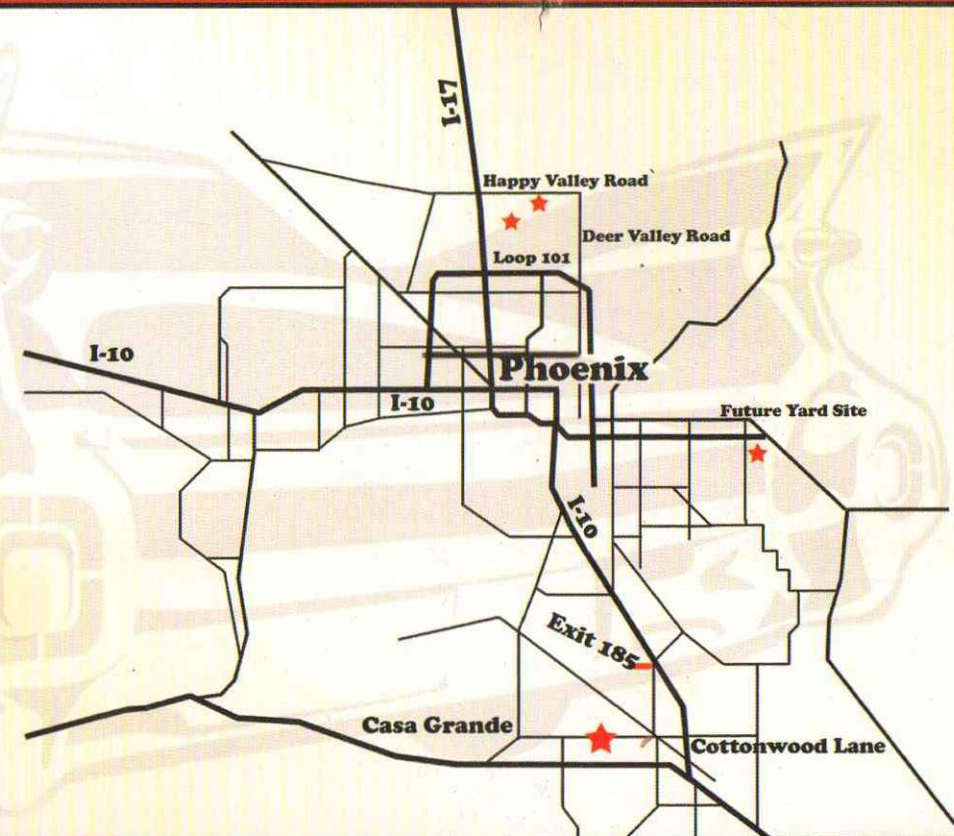 I-17
Happy Valley Road
Deer Valley Road
Loop 101
I-10
Phoenix
I-10
Future Yard Site
I-10
Exit 185
Casa Grande
Cottonwood Lane